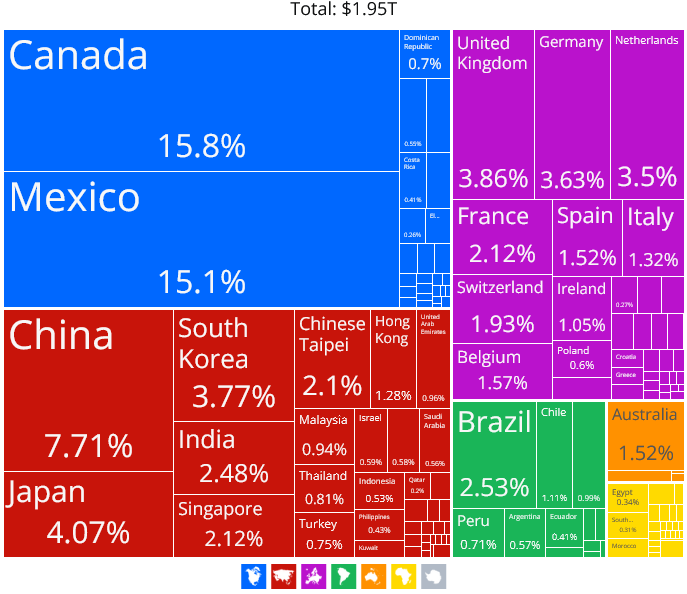 Total: $1.95T
Canada
15.8%
Mexico
15.1%
Dominican
Republic
0.7%
0.55%
Costa
Rica
0.41%
El...
0.26%
United
Kingdom
3.86%
Germany
3.63%
Netherlands
3.5%
France
2.12%
Spain
1.52%
Italy
1.32%
Switzerland
1.93%
Ireland
1.05%
0.27%
Belgium
1.57%
Poland
0.6%
Croatia
Greece
China
7.71%
Japan
4.07%
South
Korea
3.77%
India
2.48%
Singapore
2.12%
Chinese
Taipei
2.1%
Hong
Kong
1.28%
United
Arab
Emirates
0.96%
Malaysia
0.94%
Israel
0.59%
0.58%
Saudi
Arabia
0.56%
Thailand
0.81%
Indonesia
0.53%
Qatar
0.2%
Turkey
0.75%
Philippines
0.43%
Kuwait
Brazil
2.53%
Chile
1.11%
0.99%
Peru
0.71%
Argentina
0.57%
Ecuador
0.41%
Australia
1.52%
Egypt
0.34%
South...
0.31%
Morocco